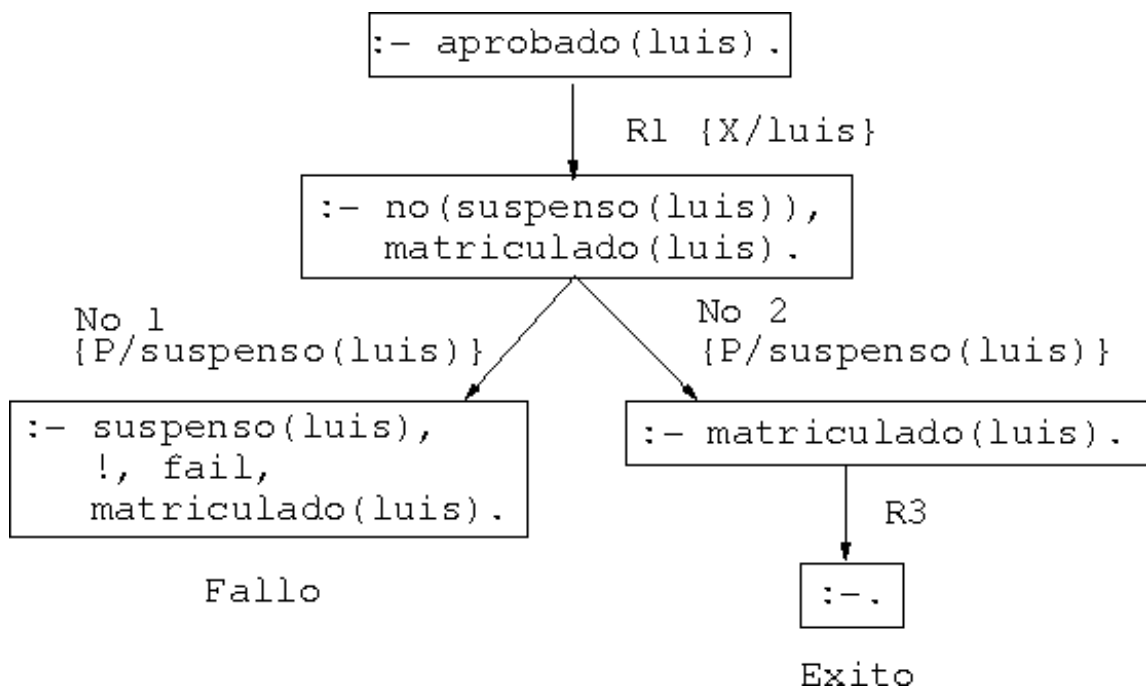 :- aprobado(luis).
R1 {X/luis}
:- no(suspenso(luis)),
matriculado(luis).
No 1
{P/suspenso(luis)}
No 2
{P/suspenso(luis)}
:- suspenso(luis),
!, fail,
matriculado(luis).
Fallo
:- matriculado(luis).
R3
:-.
Exito